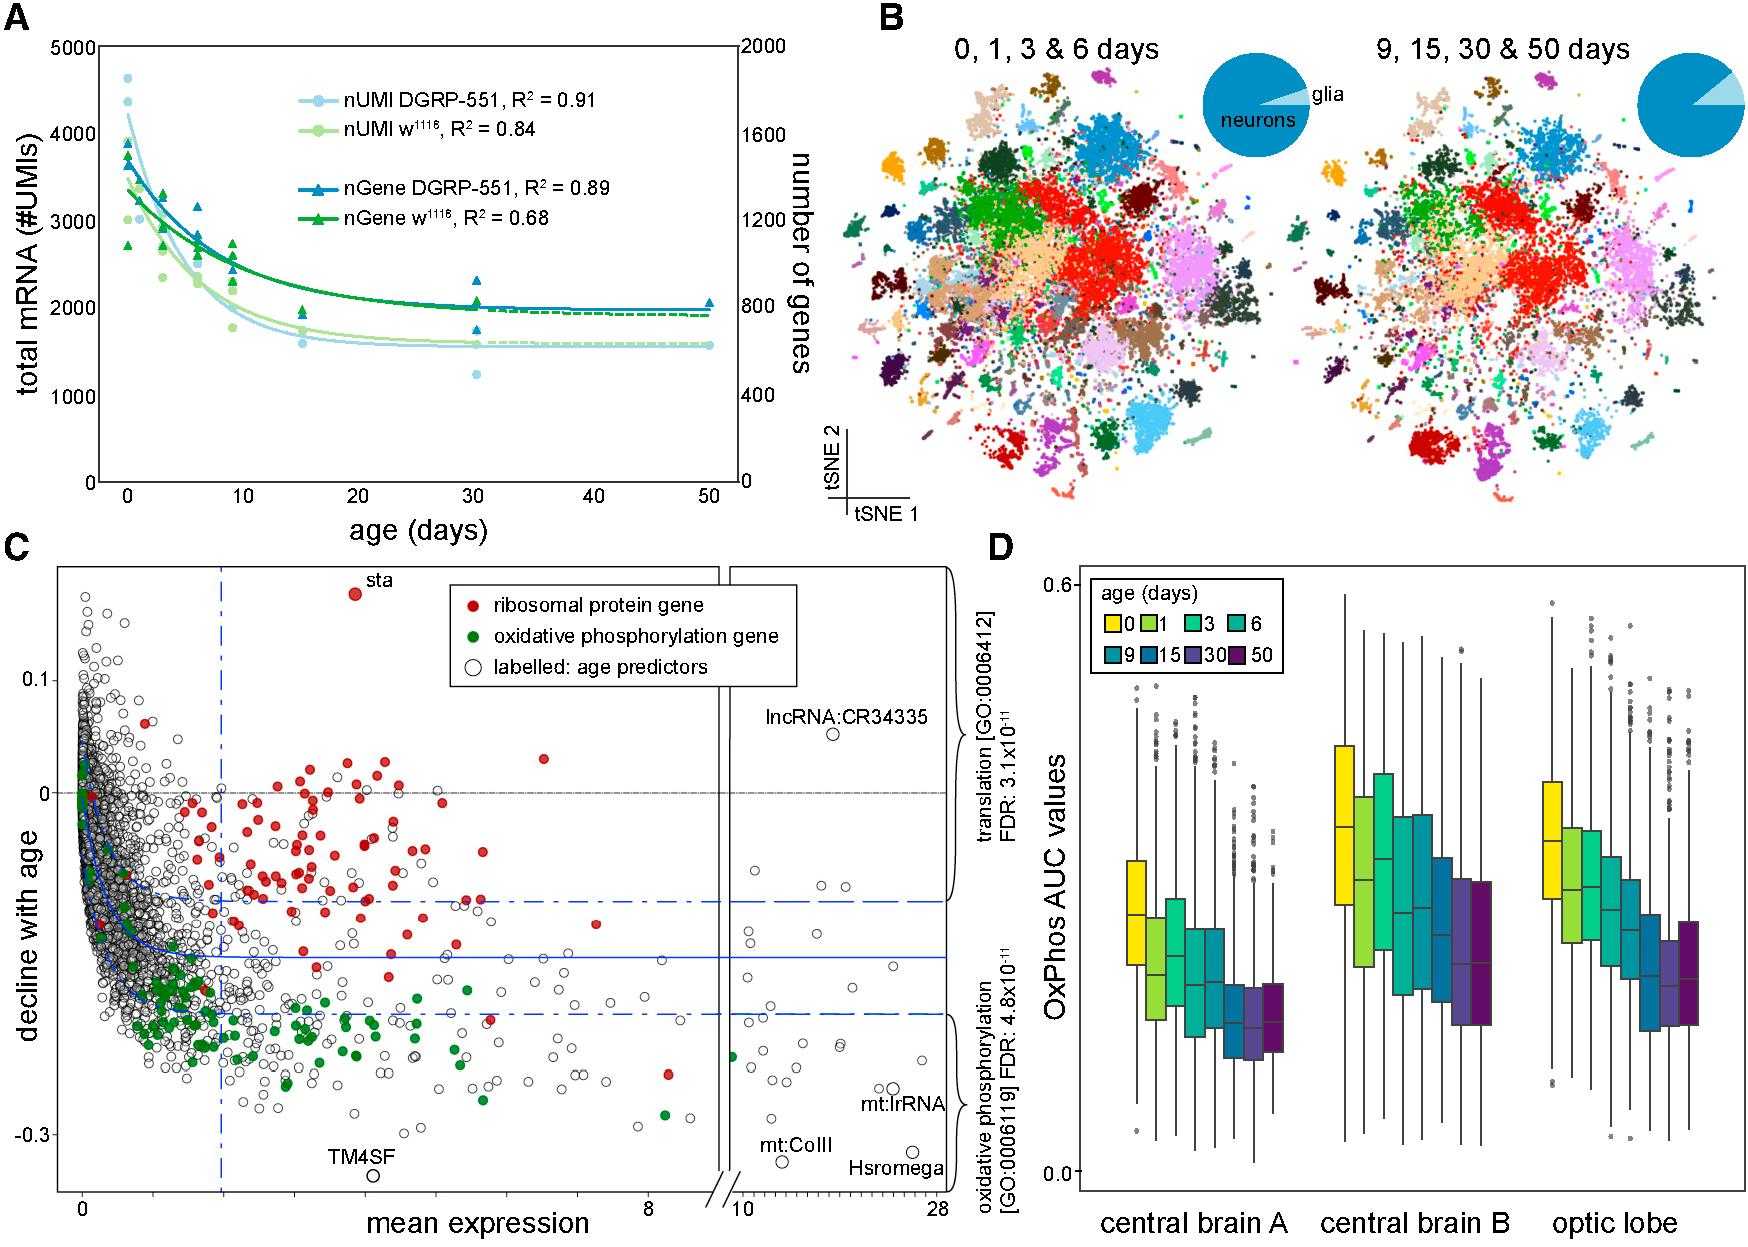 A
5000
4000
3000
2000
1000
0
total mRNA (#UMIs)
2000
1600
1200
800
400
0
number of genes
nUMI DGRP-551, R² = 0.91
nUMI w¹¹¹⁸, R² = 0.84
nGene DGRP-551, R² = 0.89
nGene w¹¹¹⁸, R² = 0.68
0 10 20 30 40 50
age (days)
B
0, 1, 3 & 6 days
9, 15, 30 & 50 days
glia
neurons
tSNE 2
tSNE 1
C
sta
ribosomal protein gene
oxidative phosphorylation gene
labelled: age predictors
0.1
0
-0.3
decline with age
lncRNA:CR34335
mt:lrRNA
mt:CoIII
Hsromega
TM4SF
0 8 10 28
mean expression
translation [GO:0006412]
FDR: 3.1x10⁻¹¹
oxidative phosphorylation
[GO:0006119] FDR: 4.8x10⁻¹¹
D
0.6
0.0
OxPhos AUC values
age (days)
0 1 3 6
9 15 30 50
central brain A
central brain B
optic lobe